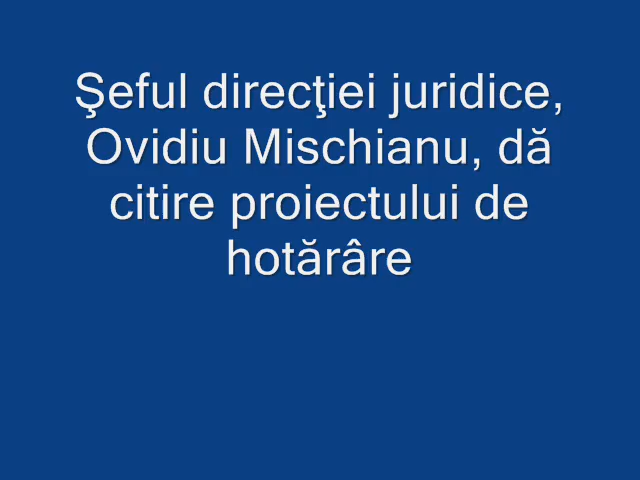 Şeful direcţiei juridice,
Ovidiu Mischianu, dă
citire proiectului de
hotărâre